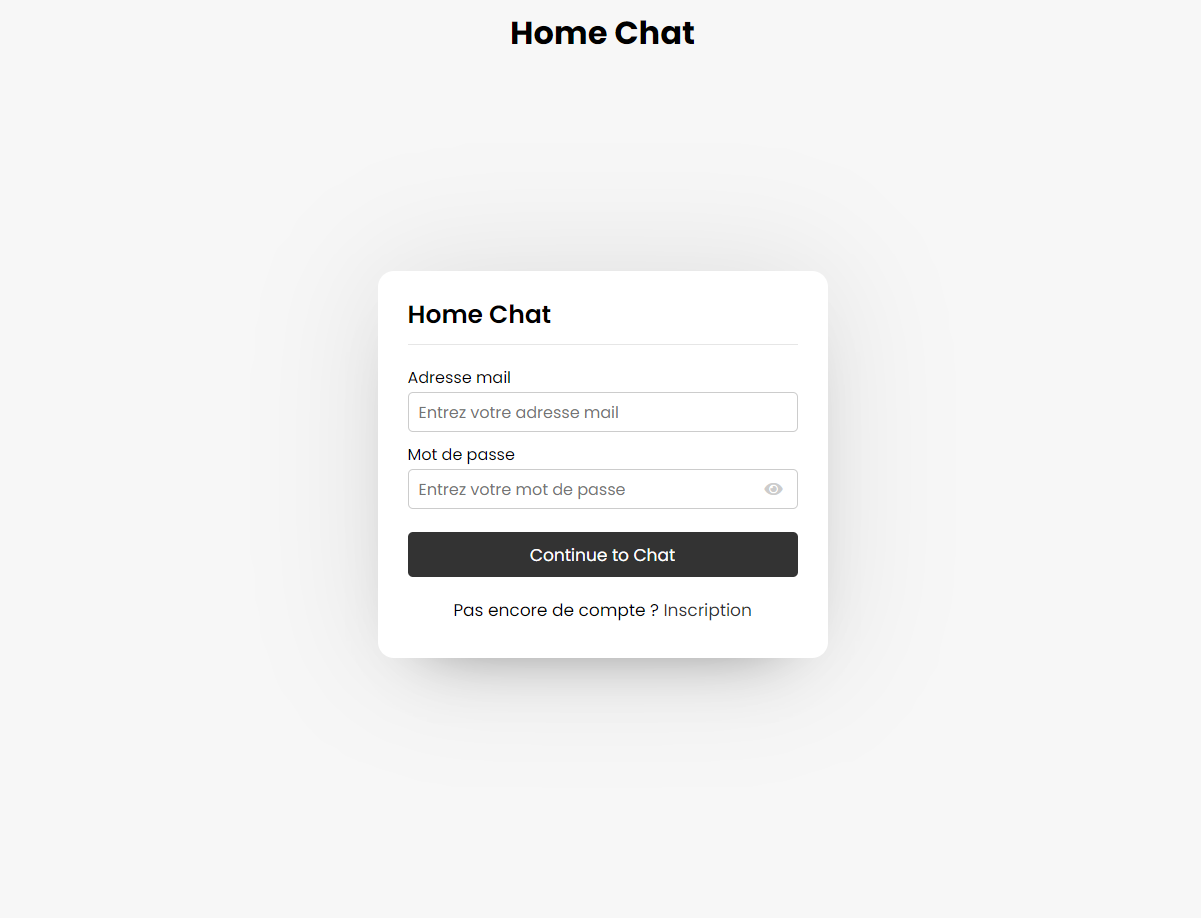 Home Chat
Home Chat
Adresse mail
Entrez votre adresse mail
Mot de passe
Entrez votre mot de passe
Continue to Chat
Pas encore de compte ? Inscription